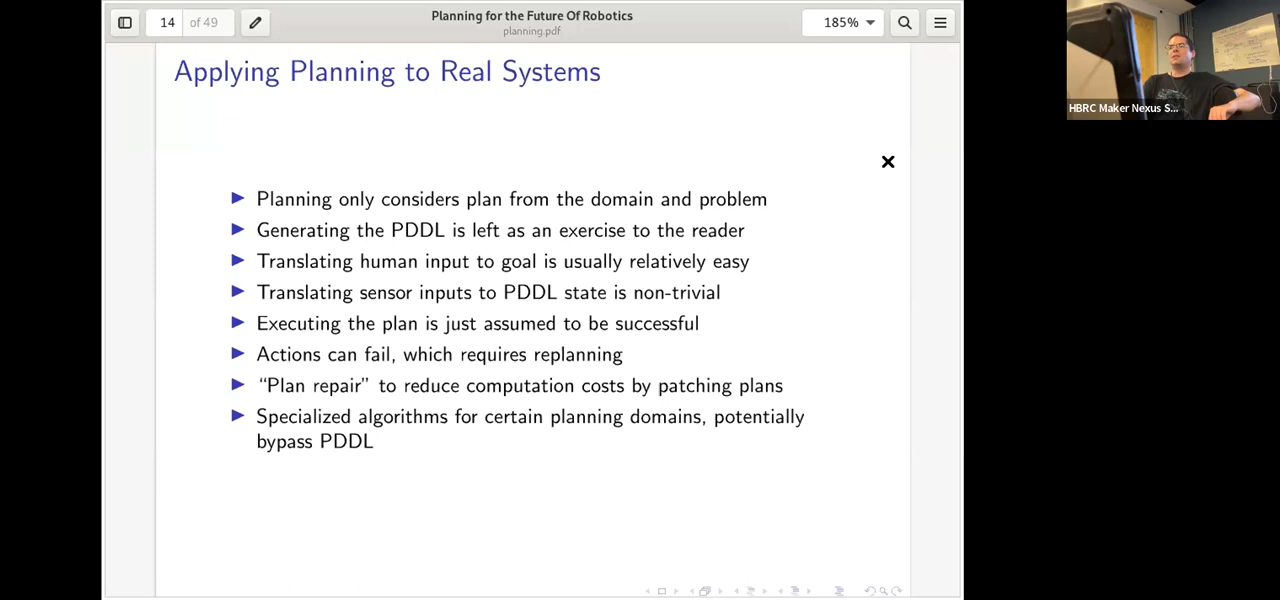 14 of 49
Planning for the Future Of Robotics
planning.pdf
185%
Applying Planning to Real Systems
Planning only considers plan from the domain and problem
Generating the PDDL is left as an exercise to the reader
Translating human input to goal is usually relatively easy
Translating sensor inputs to PDDL state is non-trivial
Executing the plan is just assumed to be successful
Actions can fail, which requires replanning
“Plan repair” to reduce computation costs by patching plans
Specialized algorithms for certain planning domains, potentially
bypass PDDL
HBRC Maker Nexus S...